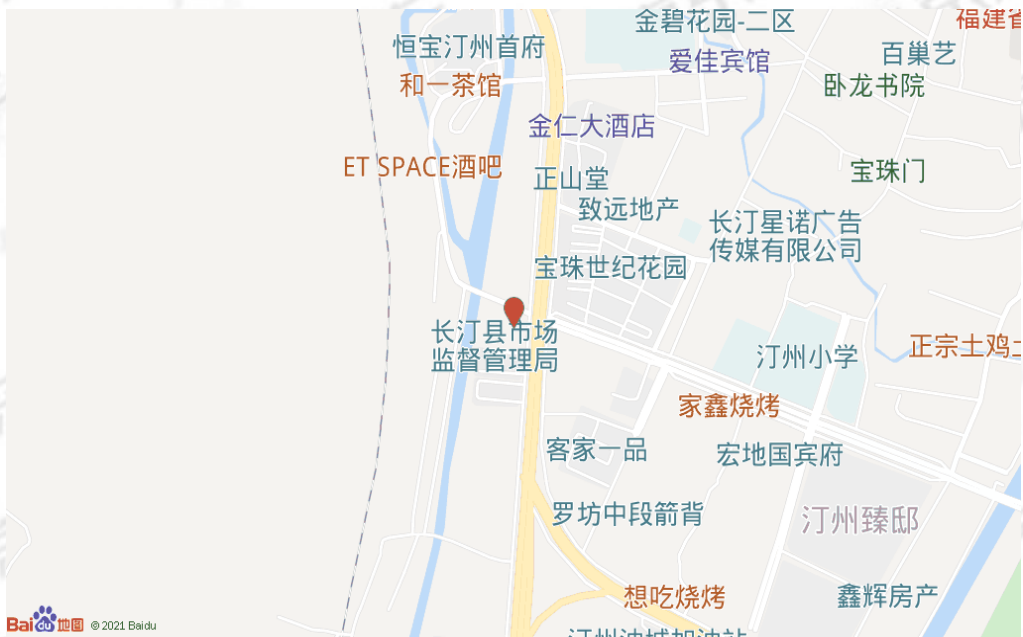 金碧花园-二区
福建省
恒宝汀州首府
爱佳宾馆
百巢艺
和一茶馆
卧龙书院
金仁大酒店
ET SPACE酒吧
正山堂
宝珠门
致远地产
长汀星诺广告
传媒有限公司
宝珠世纪花园
长汀县市场
监督管理局
汀州小学
正宗土鸡土
家鑫烧烤
客家一品
宏地国宾府
罗坊中段箭背
汀州臻邸
想吃烧烤
鑫辉房产
Baidu地图 © 2021 Baidu